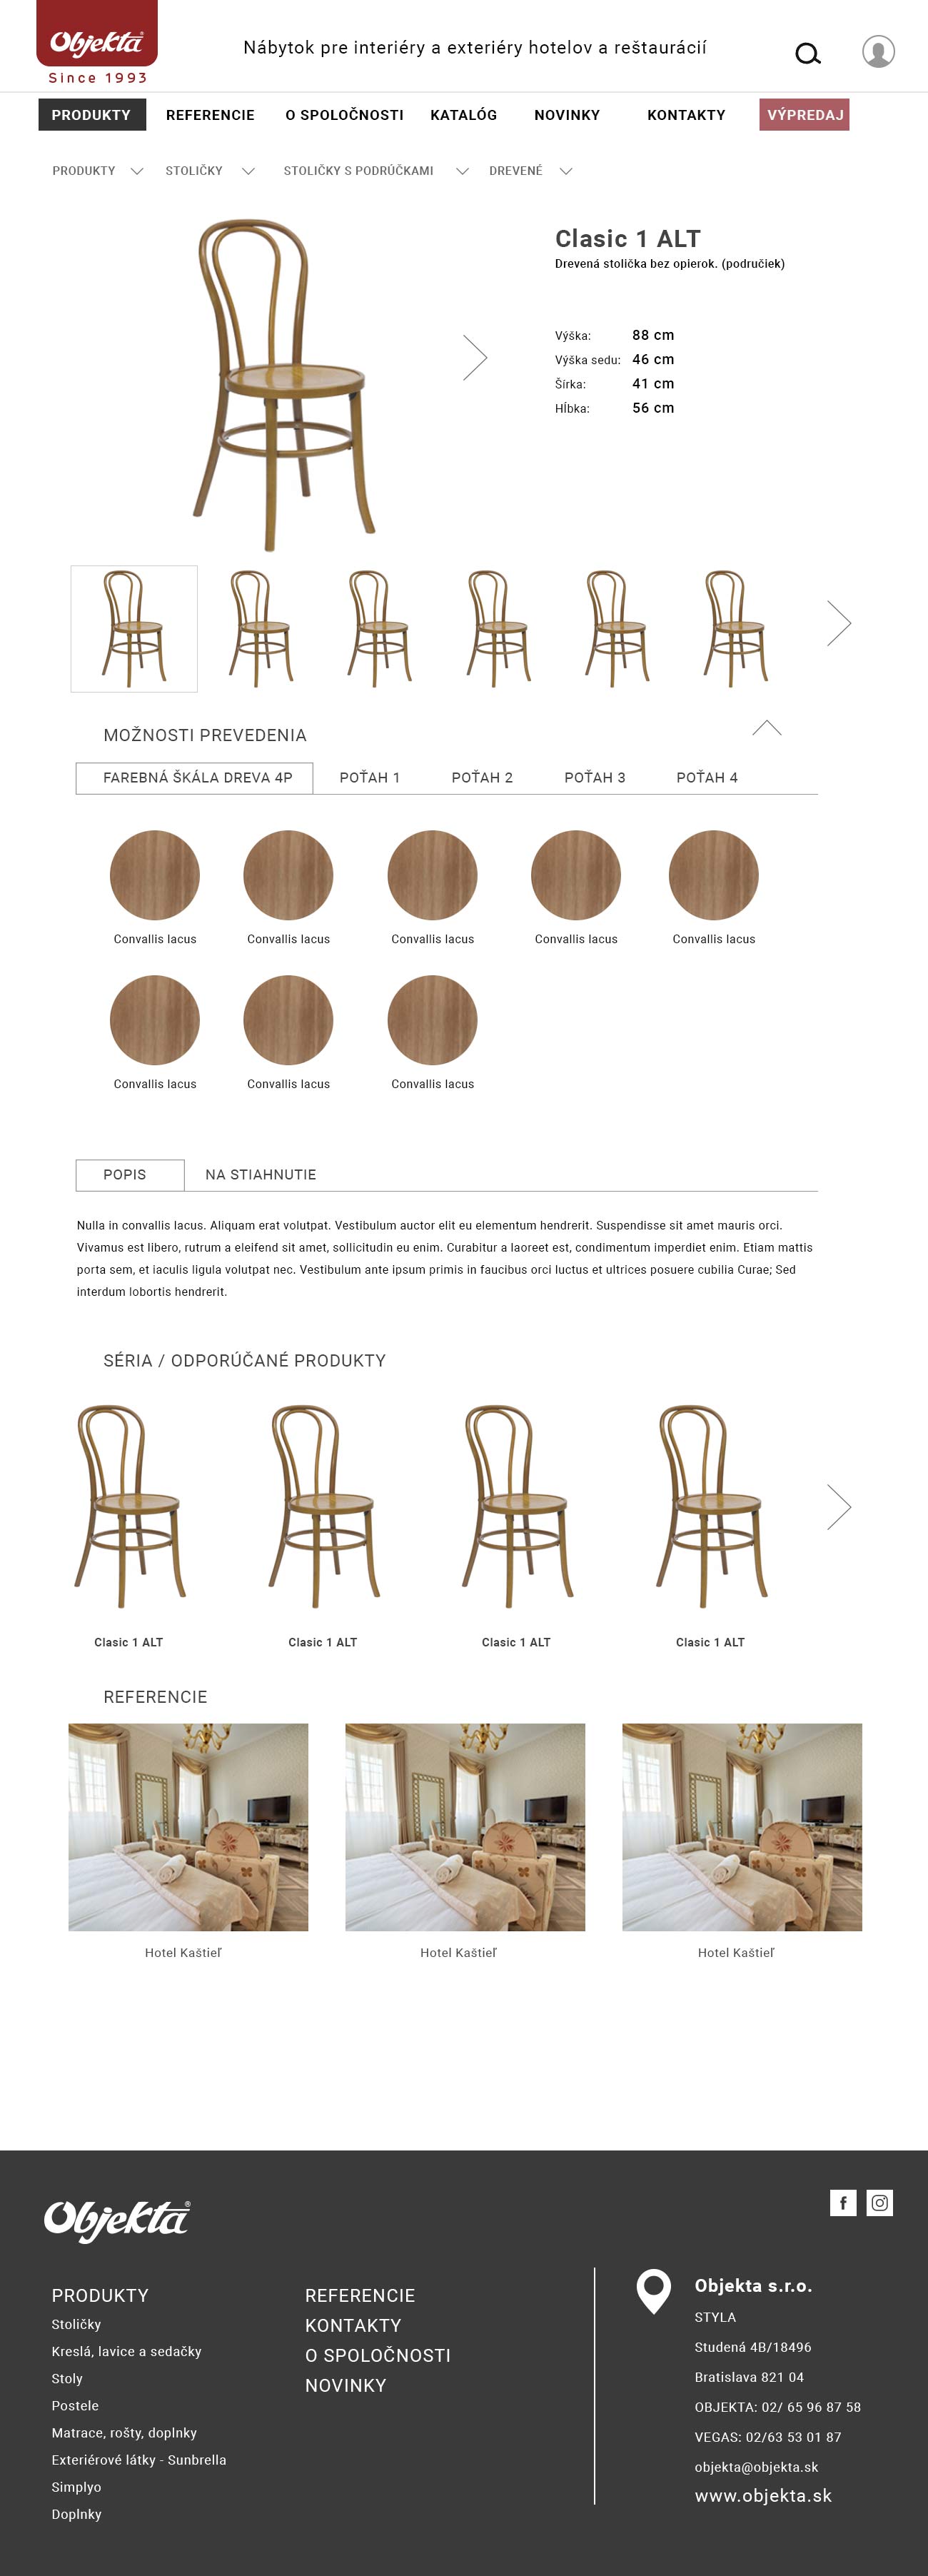 Objekta®
Since 1993
Nábytok pre interiéry a exteriéry hotelov a reštaurácií
PRODUKTY REFERENCIE O SPOLOČNOSTI KATALÓG NOVINKY KONTAKTY VÝPREDAJ
PRODUKTY STOLIČKY STOLIČKY S PODRÚČKAMI DREVENÉ
Clasic 1 ALT
Drevená stolička bez opierok. (područiek)
Výška: 88 cm
Výška sedu: 46 cm
Šírka: 41 cm
Hĺbka: 56 cm
MOŽNOSTI PREVEDENIA
FAREBNÁ ŠKÁLA DREVA 4P POŤAH 1 POŤAH 2 POŤAH 3 POŤAH 4
Convallis lacus Convallis lacus Convallis lacus Convallis lacus Convallis lacus
Convallis lacus Convallis lacus Convallis lacus
POPIS NA STIAHNUTIE
Nulla in convallis lacus. Aliquam erat volutpat. Vestibulum auctor elit eu elementum hendrerit. Suspendisse sit amet mauris orci.
Vivamus est libero, rutrum a eleifend sit amet, sollicitudin eu enim. Curabitur a laoreet est, condimentum imperdiet enim. Etiam mattis
porta sem, et iaculis ligula volutpat nec. Vestibulum ante ipsum primis in faucibus orci luctus et ultrices posuere cubilia Curae; Sed
interdum lobortis hendrerit.
SÉRIA / ODPORÚČANÉ PRODUKTY
Clasic 1 ALT Clasic 1 ALT Clasic 1 ALT Clasic 1 ALT
REFERENCIE
Hotel Kaštieľ Hotel Kaštieľ Hotel Kaštieľ
Objekta®
PRODUKTY
Stoličky
Kreslá, lavice a sedačky
Stoly
Postele
Matrace, rošty, doplnky
Exteriérové látky - Sunbrella
Simplyo
Doplnky
REFERENCIE
KONTAKTY
O SPOLOČNOSTI
NOVINKY
Objekta s.r.o.
STYLA
Studená 4B/18496
Bratislava 821 04
OBJEKTA: 02/ 65 96 87 58
VEGAS: 02/63 53 01 87
objekta@objekta.sk
www.objekta.sk